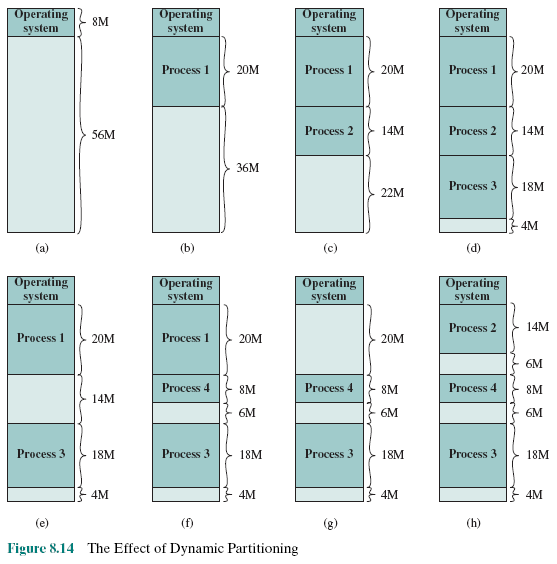 Operating
system
8M
56M
(a)
Operating
system
Process 1
20M
36M
(b)
Operating
system
Process 1
20M
Process 2
14M
22M
(c)
Operating
system
Process 1
20M
Process 2
14M
Process 3
18M
4M
(d)
Operating
system
Process 1
20M
14M
Process 3
18M
4M
(e)
Operating
system
Process 1
20M
Process 4
8M
6M
Process 3
18M
4M
(f)
Operating
system
20M
Process 4
8M
6M
Process 3
18M
4M
(g)
Operating
system
Process 2
14M
6M
Process 4
8M
6M
Process 3
18M
4M
(h)
Figure 8.14 The Effect of Dynamic Partitioning